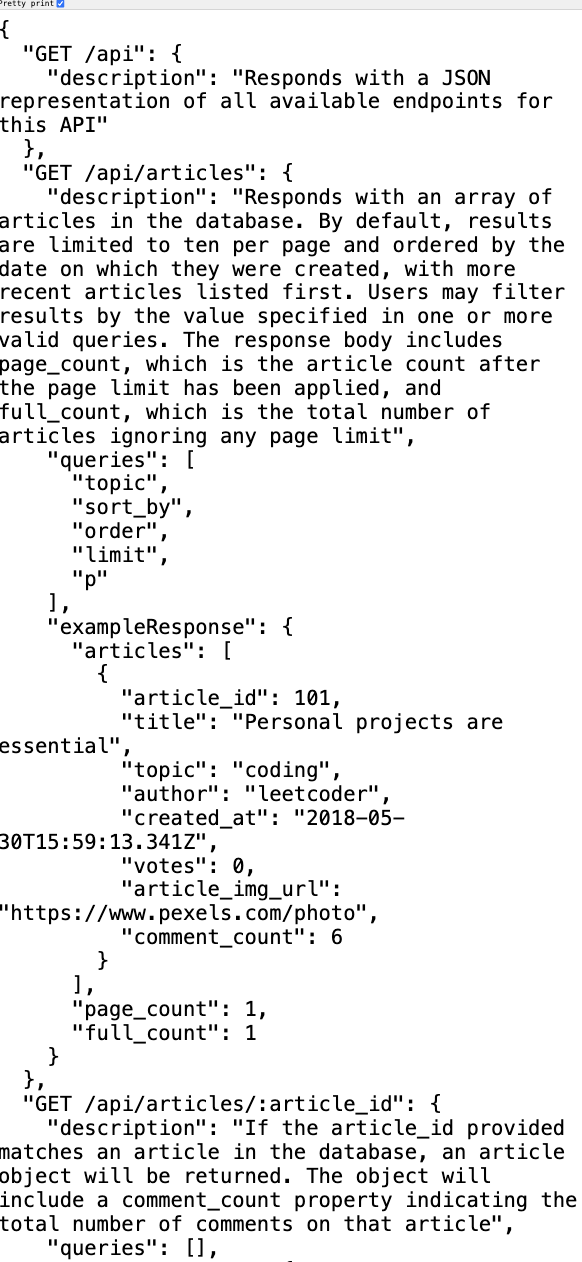 Pretty print
{
  "GET /api": {
    "description": "Responds with a JSON
representation of all available endpoints for
this API"
  },
  "GET /api/articles": {
    "description": "Responds with an array of
articles in the database. By default, results
are limited to ten per page and ordered by the
date on which they were created, with more
recent articles listed first. Users may filter
results by the value specified in one or more
valid queries. The response body includes
page_count, which is the article count after
the page limit has been applied, and
full_count, which is the total number of
articles ignoring any page limit",
    "queries": [
      "topic",
      "sort_by",
      "order",
      "limit",
      "p"
    ],
    "exampleResponse": {
      "articles": [
        {
          "article_id": 101,
          "title": "Personal projects are
essential",
          "topic": "coding",
          "author": "leetcoder",
          "created_at": "2018-05-
30T15:59:13.341Z",
          "votes": 0,
          "article_img_url":
"https://www.pexels.com/photo",
          "comment_count": 6
        }
      ],
      "page_count": 1,
      "full_count": 1
    }
  },
  "GET /api/articles/:article_id": {
    "description": "If the article_id provided
matches an article in the database, an article
object will be returned. The object will
include a comment_count property indicating the
total number of comments on that article",
    "queries": [],